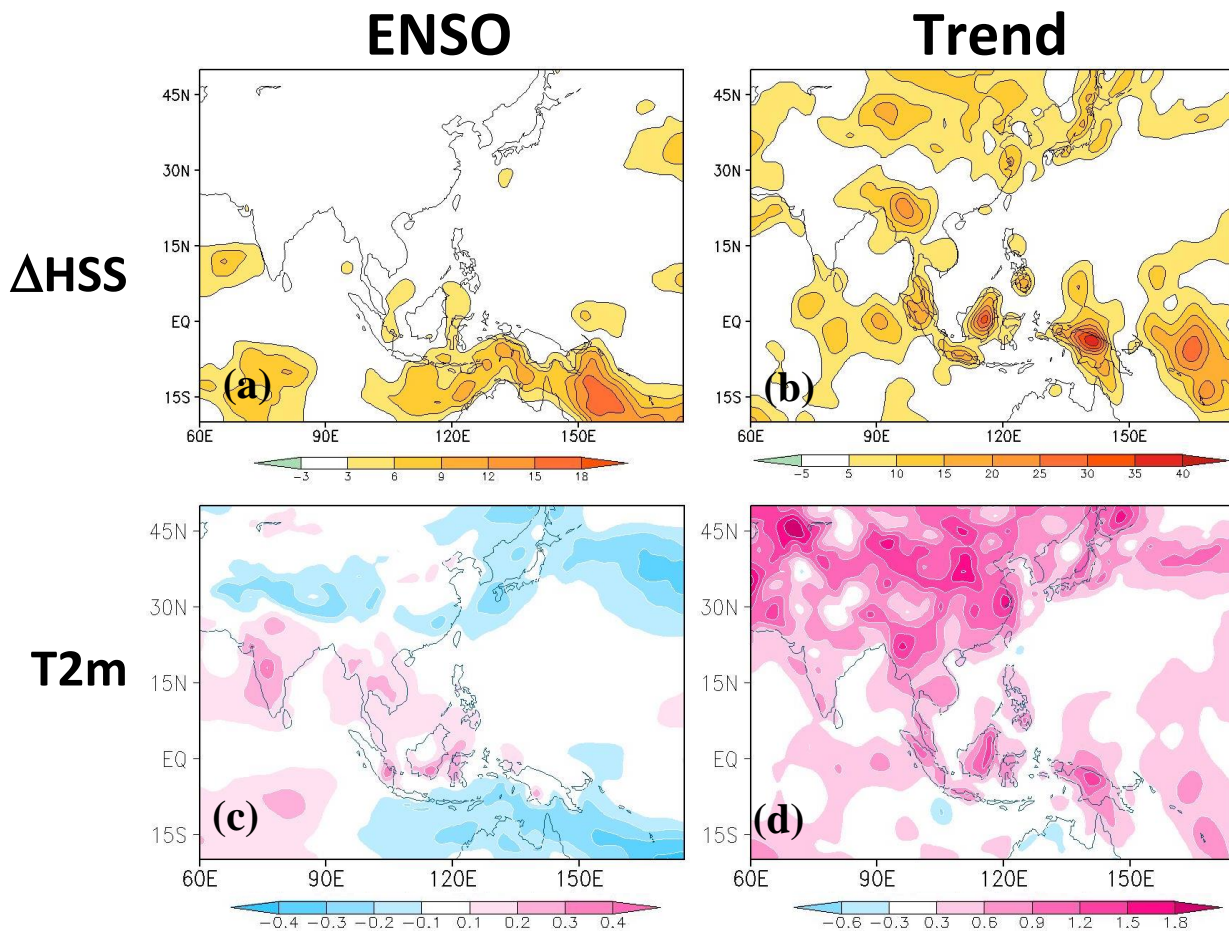 ENSO Trend
45N 45N
30N 30N
15N 15N
ΔHSS
EQ EQ
15S (a) 15S (b)
60E 90E 120E 150E 60E 90E 120E 150E
-3 3 6 9 12 15 18 -5 5 10 15 20 25 30 35 40
45N 45N
30N 30N
T2m
15N 15N
EQ EQ
15S (c) 15S (d)
60E 90E 120E 150E 60E 90E 120E 150E
-0.4 -0.3 -0.2 -0.1 0.1 0.2 0.3 0.4 -0.6 -0.3 0.3 0.6 0.9 1.2 1.5 1.8